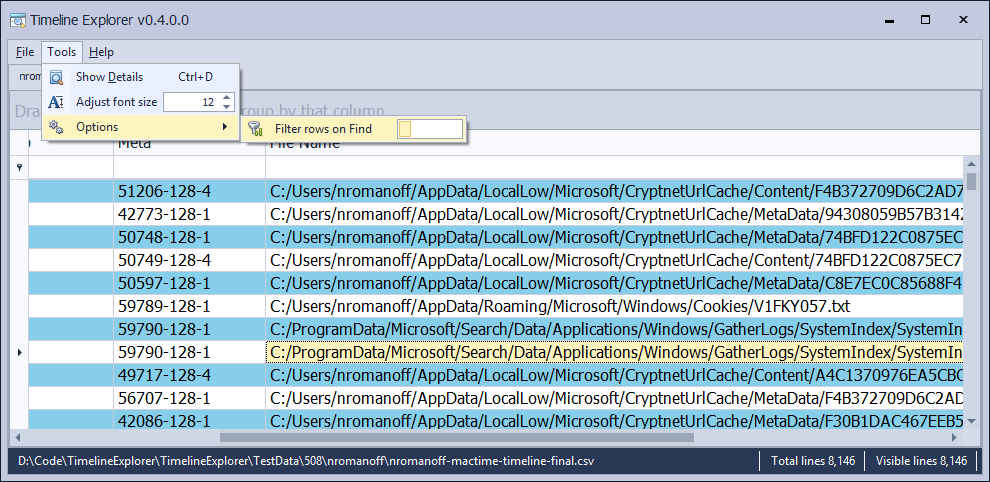 Timeline Explorer v0.4.0.0
File Tools Help
nrom
Show Details Ctrl+D
Adjust font size 12
Options
Filter rows on Find
Dra
roup by that column
Meta File Name
51206-128-4 C:/Users/nromanoff/AppData/LocalLow/Microsoft/CryptnetUrlCache/Content/F4B372709D6C2AD7
42773-128-1 C:/Users/nromanoff/AppData/LocalLow/Microsoft/CryptnetUrlCache/MetaData/94308059B57B3142
50748-128-1 C:/Users/nromanoff/AppData/LocalLow/Microsoft/CryptnetUrlCache/MetaData/74BFD122C0875EC
50749-128-4 C:/Users/nromanoff/AppData/LocalLow/Microsoft/CryptnetUrlCache/Content/74BFD122C0875EC7
50597-128-1 C:/Users/nromanoff/AppData/LocalLow/Microsoft/CryptnetUrlCache/MetaData/C8E7EC0C85688F4
59789-128-1 C:/Users/nromanoff/AppData/Roaming/Microsoft/Windows/Cookies/V1FKY057.txt
59790-128-1 C:/ProgramData/Microsoft/Search/Data/Applications/Windows/GatherLogs/SystemIndex/SystemIn
59790-128-1 C:/ProgramData/Microsoft/Search/Data/Applications/Windows/GatherLogs/SystemIndex/SystemIn
49717-128-4 C:/Users/nromanoff/AppData/LocalLow/Microsoft/CryptnetUrlCache/Content/A4C1370976EA5CBC
56707-128-1 C:/Users/nromanoff/AppData/LocalLow/Microsoft/CryptnetUrlCache/MetaData/F4B372709D6C2AD
42086-128-1 C:/Users/nromanoff/AppData/LocalLow/Microsoft/CryptnetUrlCache/MetaData/F30B1DAC467EEB5
D:\Code\TimelineExplorer\TimelineExplorer\TestData\508\nromanoff\nromanoff-mactime-timeline-final.csv Total lines 8,146 Visible lines 8,146